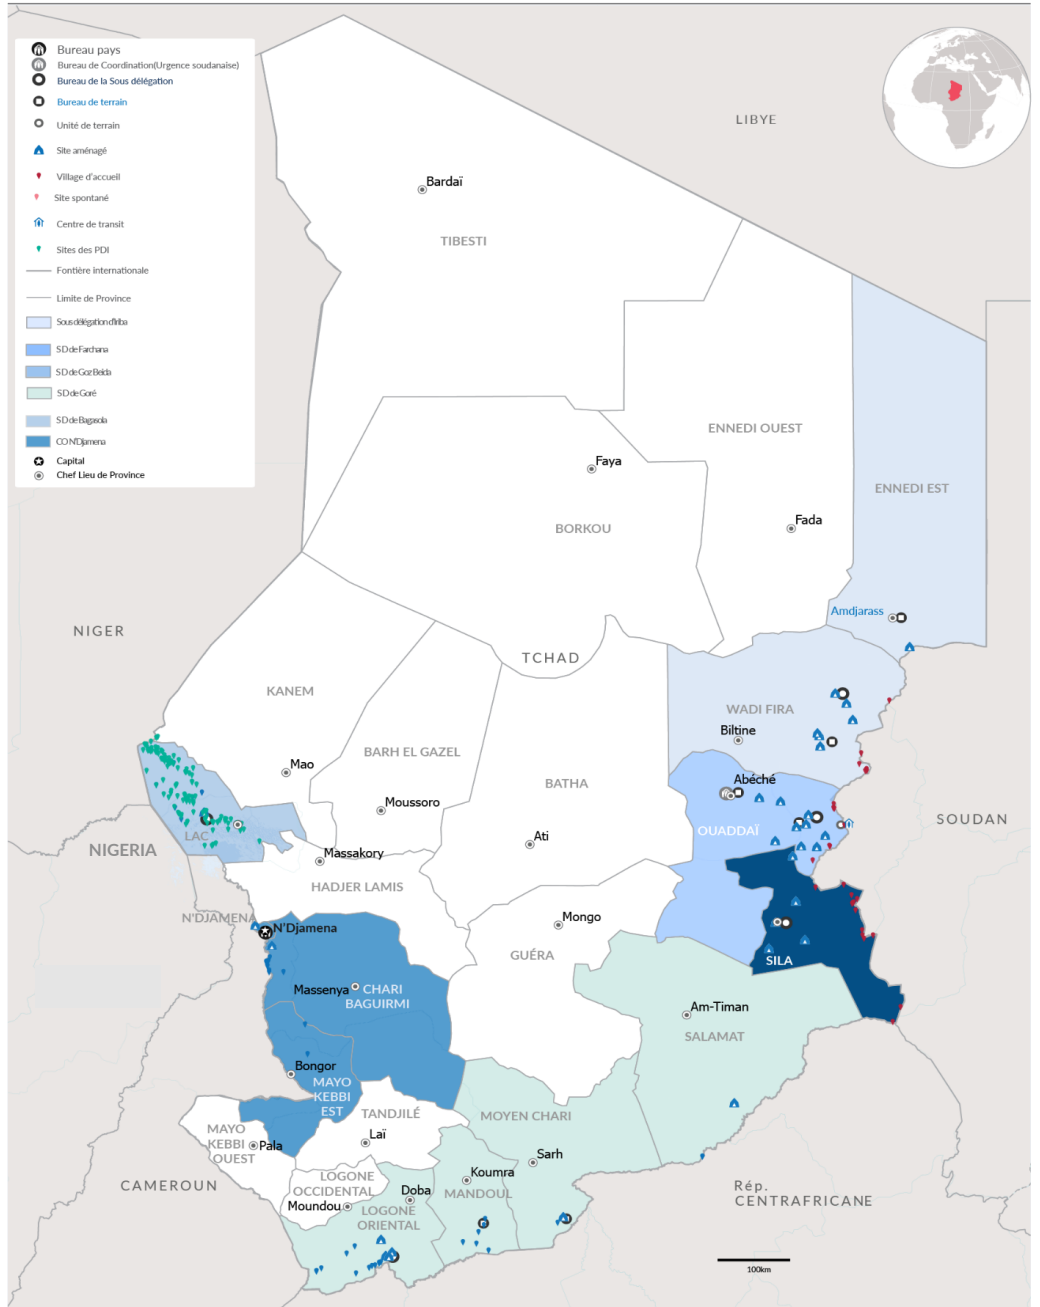 Bureau pays
Bureau de Coordination(Urgence soudanaise)
Bureau de la Sous délégation
Bureau de terrain
Unité de terrain
Site aménagé
Village d'accueil
Site spontané
Centre de transit
Sites des PDI
Fontière internationale
Limite de Province
Sous délégation d'Iriba
SD de Farchana
SD de Goz Beida
SD de Goré
SD de Bagasola
CO N'Djamena
Capital
Chef Lieu de Province
LIBYE
Bardaï
TIBESTI
ENNEDI OUEST
Faya
ENNEDI EST
Fada
BORKOU
Amdjarass
NIGER
TCHAD
KANEM
WADI FIRA
Biltine
BARH EL GAZEL
Mao
BATHA
Abéché
Moussoro
SOUDAN
OUADDAÏ
LAC
Ati
NIGERIA
Massakory
HADJER LAMIS
N'DJAMENA
N'Djamena
Mongo
GUÉRA
SILA
Massenya
CHARI
BAGUIRMI
Am-Timan
SALAMAT
Bongor
MAYO
KEBBI
EST
TANDJILÉ
MOYEN CHARI
MAYO
KEBBI
OUEST
Pala
Laï
Sarh
Koumra
LOGONE
OCCIDENTAL
Doba
MANDOUL
CAMEROUN
Rép.
CENTRAFRICANE
Moundou
LOGONE
ORIENTAL
100km